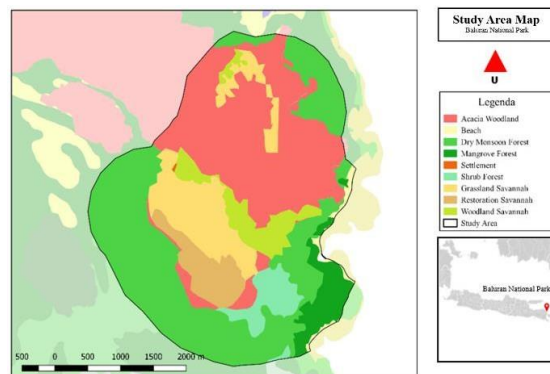 Study Area Map
Baluran National Park
U
Legenda
Acacia Woodland
Beach
Dry Monsoon Forest
Mangrove Forest
Settlement
Shrub Forest
Grassland Savannah
Restoration Savannah
Woodland Savannah
Study Area
Baluran National Park
500 0 500 1000 1500 2000 m